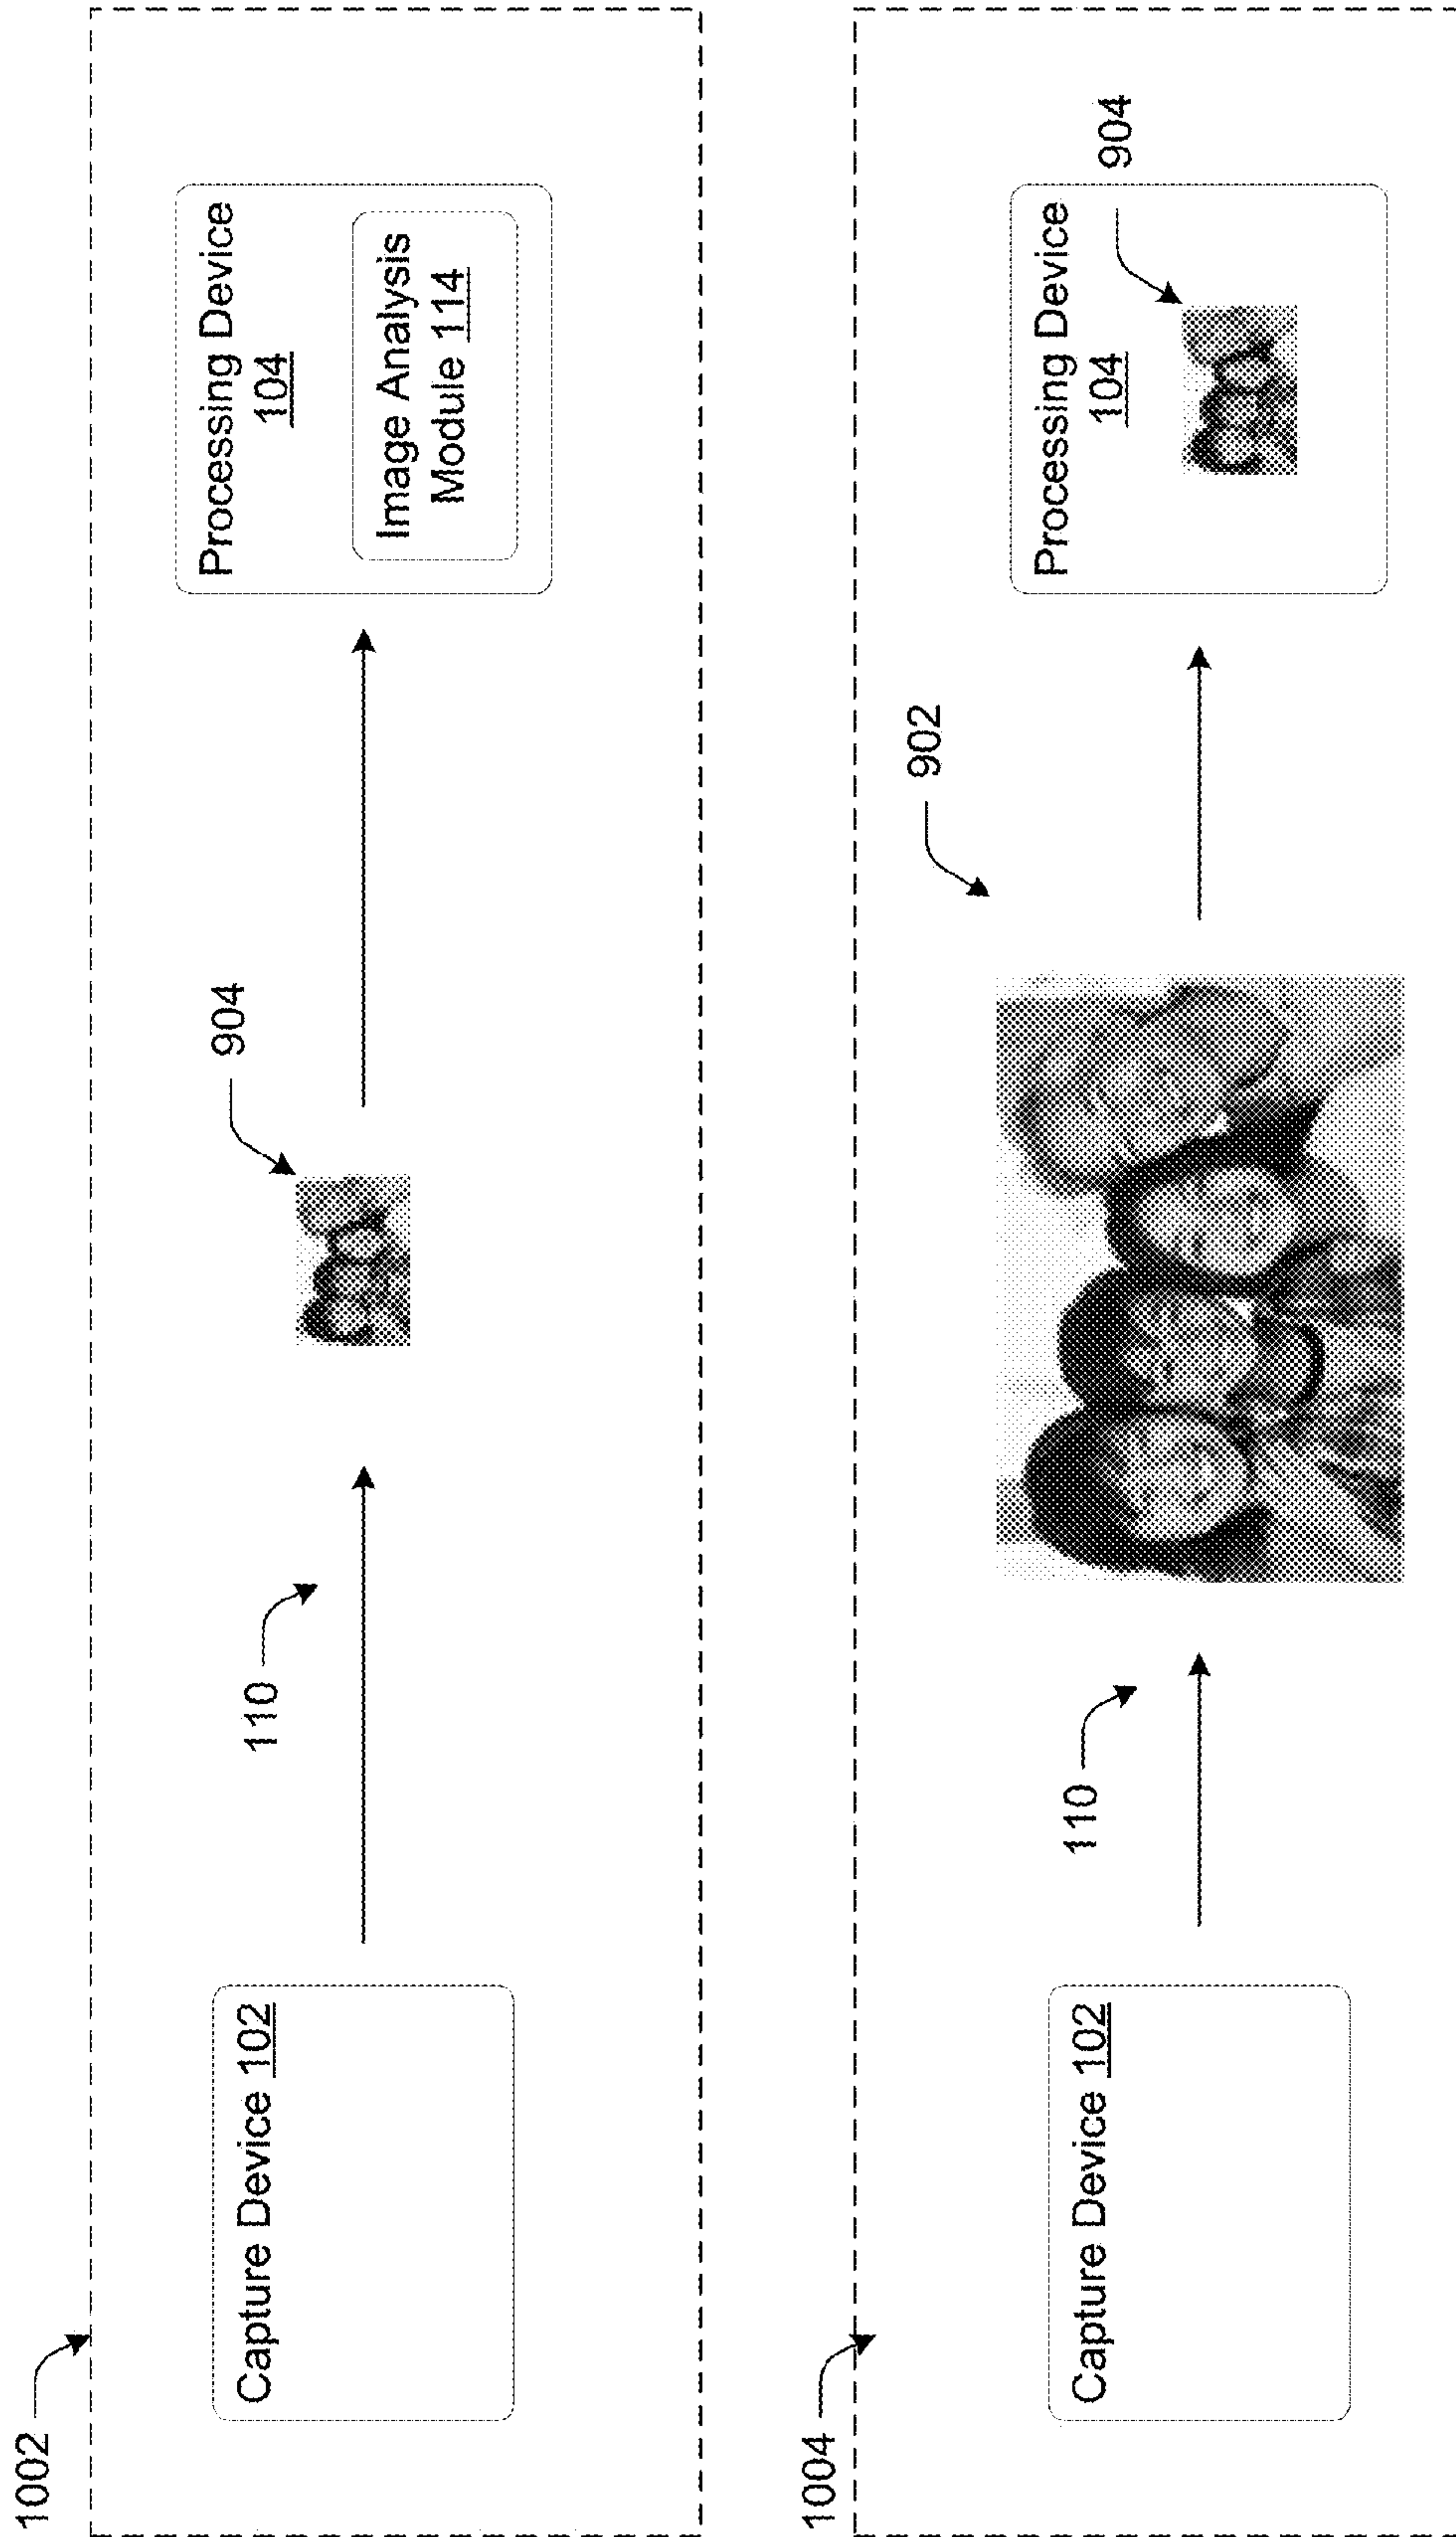 1002
Capture Device 102
110
904
Processing Device
104
Image Analysis
Module 114
1004
Capture Device 102
110
902
Processing Device
104
904